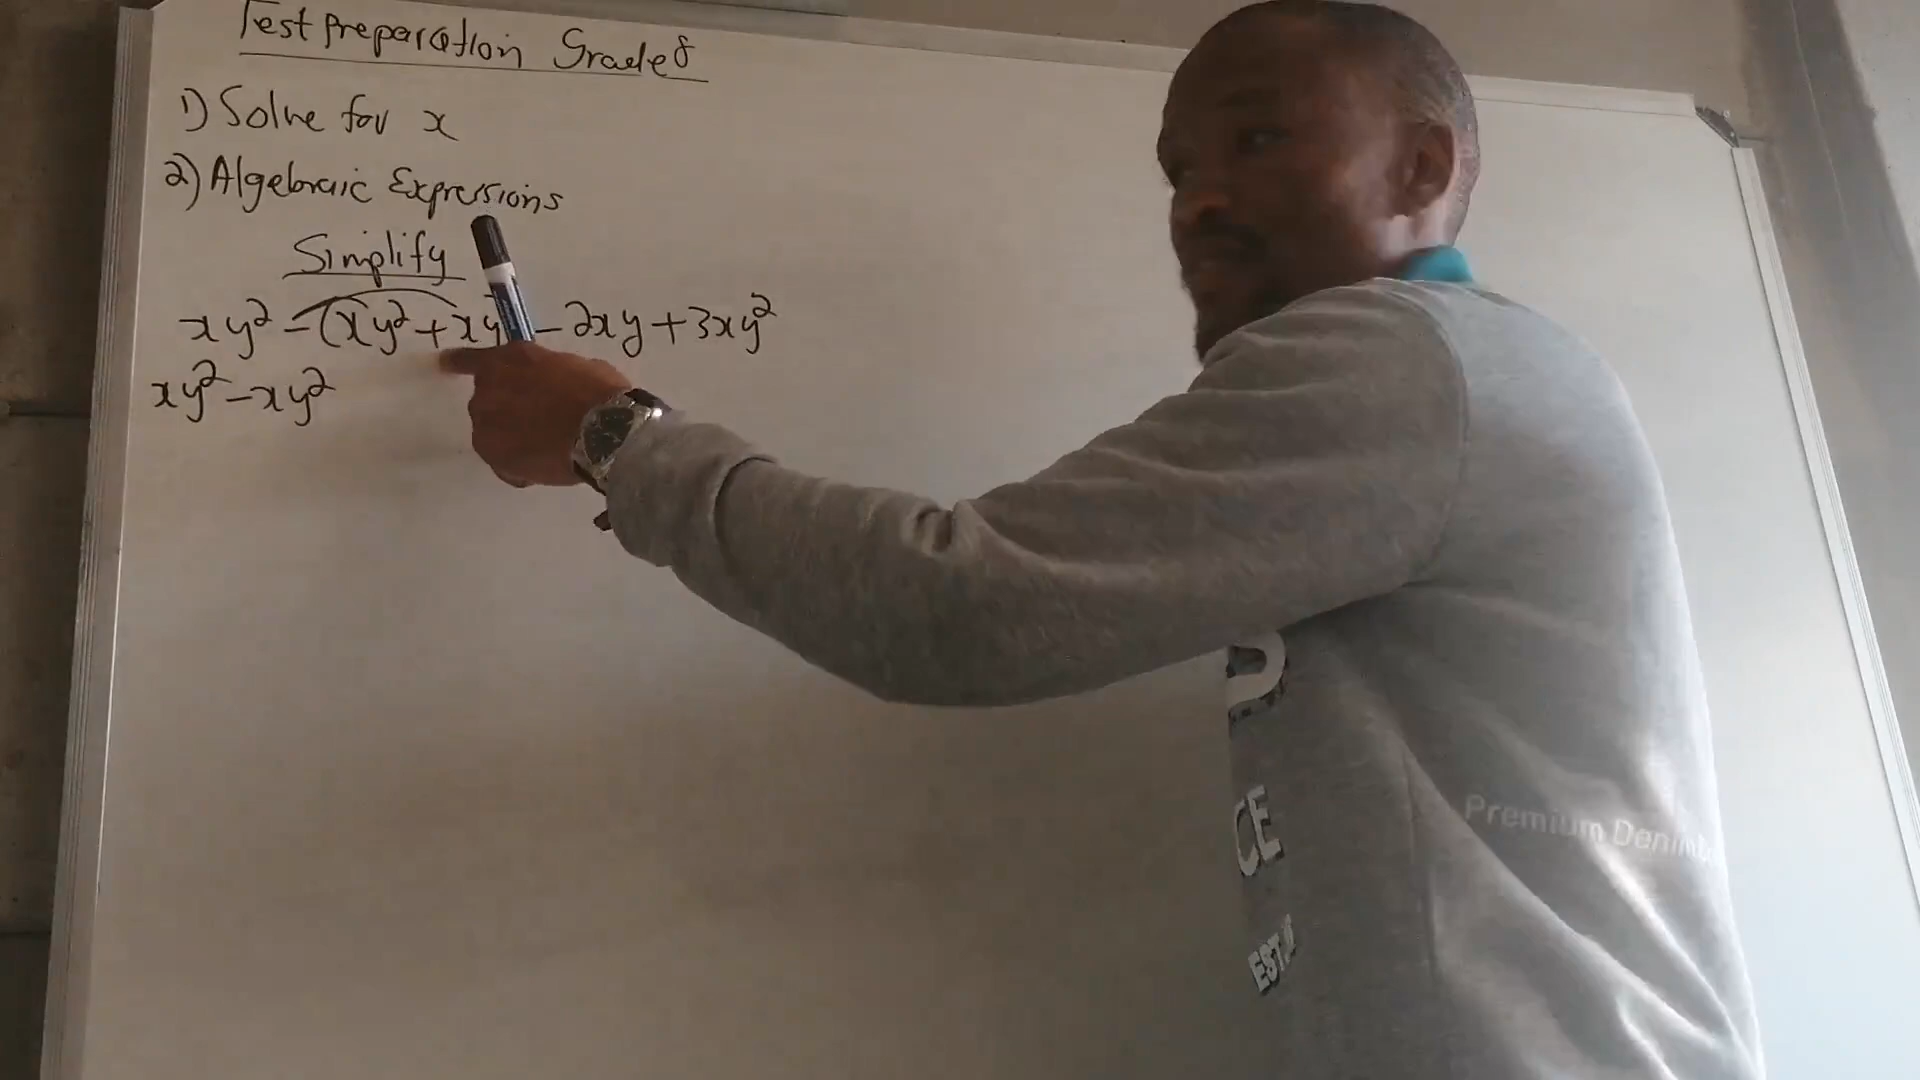 Test preparation Grade 8
1) Solve for x
2) Algebraic Expressions
Simplify
xy² - (xy² + xy - 2xy + 3xy²
xy² - xy²
CE
Premium Denim